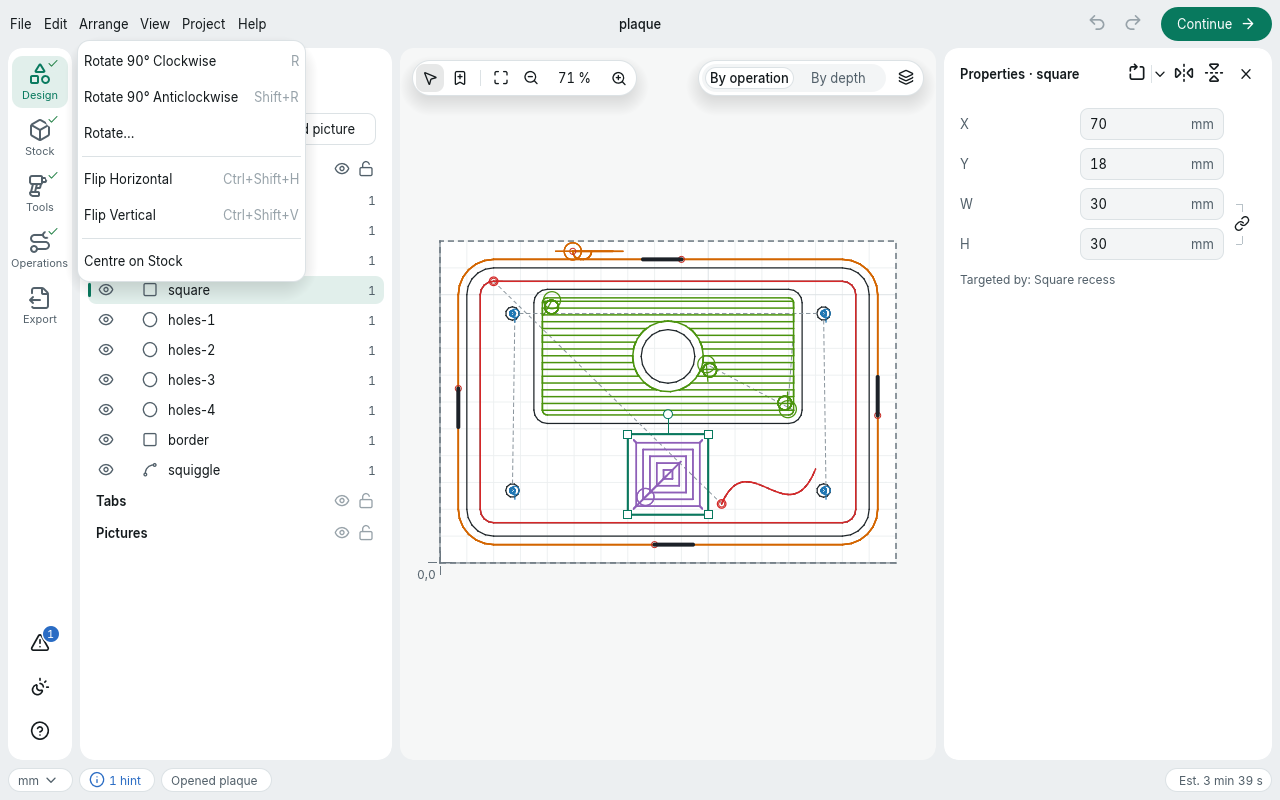 File Edit Arrange View Project Help
plaque
Continue
Rotate 90° Clockwise R
Rotate 90° Anticlockwise Shift+R
Rotate...
Flip Horizontal Ctrl+Shift+H
Flip Vertical Ctrl+Shift+V
Centre on Stock
Design
Stock
Tools
Operations
Export
1
d picture
1
1
1
square 1
holes-1 1
holes-2 1
holes-3 1
holes-4 1
border 1
squiggle 1
Tabs
Pictures
71 %
By operation By depth
0,0
Properties · square
X 70 mm
Y 18 mm
W 30 mm
H 30 mm
Targeted by: Square recess
mm
1 hint
Opened plaque
Est. 3 min 39 s